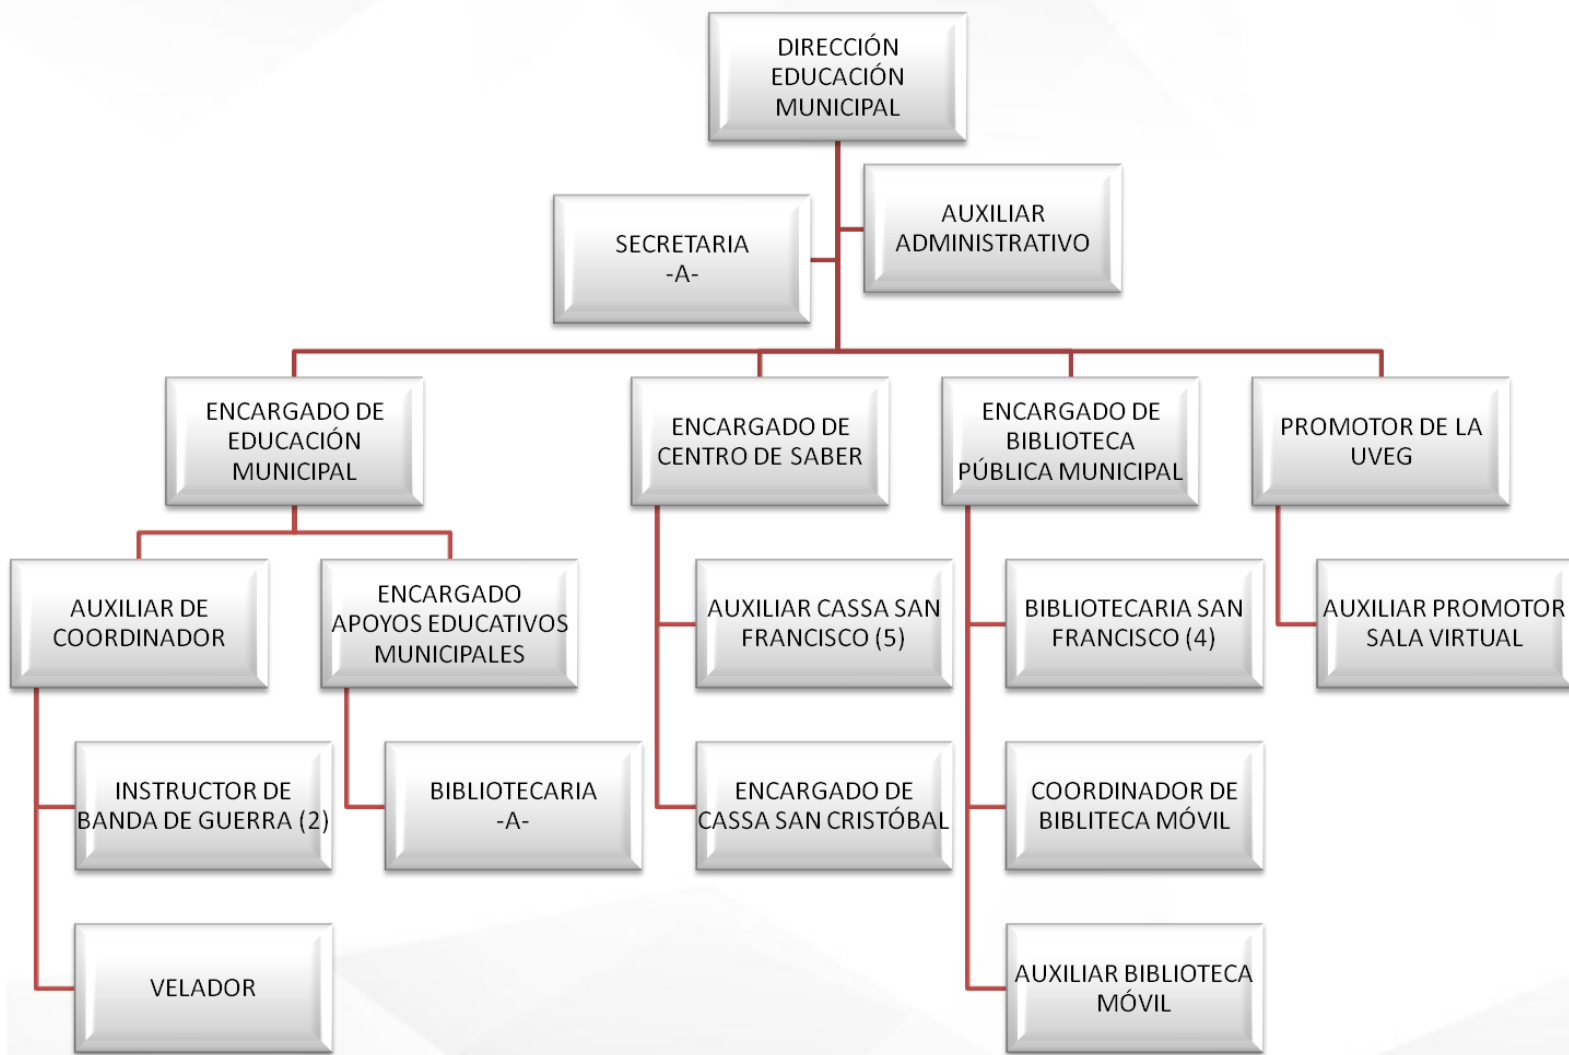 DIRECCIÓN
EDUCACIÓN
MUNICIPAL
SECRETARIA
-A-
AUXILIAR
ADMINISTRATIVO
ENCARGADO DE
EDUCACIÓN
MUNICIPAL
ENCARGADO DE
CENTRO DE SABER
ENCARGADO DE
BIBLIOTECA
PÚBLICA MUNICIPAL
PROMOTOR DE LA
UVEG
AUXILIAR DE
COORDINADOR
ENCARGADO
APOYOS EDUCATIVOS
MUNICIPALES
AUXILIAR CASSA SAN
FRANCISCO (5)
BIBLIOTECARIA SAN
FRANCISCO (4)
AUXILIAR PROMOTOR
SALA VIRTUAL
INSTRUCTOR DE
BANDA DE GUERRA (2)
BIBLIOTECARIA
-A-
ENCARGADO DE
CASSA SAN CRISTÓBAL
COORDINADOR DE
BIBLITECA MÓVIL
VELADOR
AUXILIAR BIBLIOTECA
MÓVIL